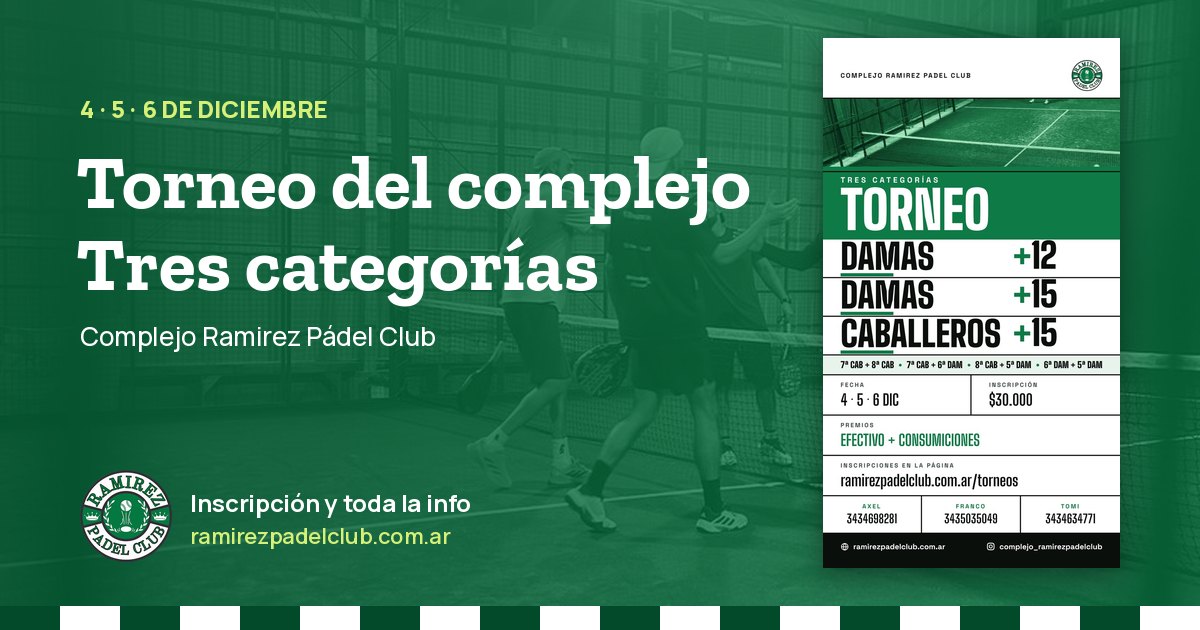 4 · 5 · 6 DE DICIEMBRE
Torneo del complejo
Tres categorías
Complejo Ramirez Pádel Club
RAMIREZ
PADEL CLUB
Inscripción y toda la info
ramirezpadelclub.com.ar
COMPLEJO RAMIREZ PADEL CLUB
RAMIREZ
PADEL CLUB
TRES CATEGORÍAS
TORNEO
DAMAS +12
DAMAS +15
CABALLEROS +15
7ª CAB + 8ª CAB • 7ª CAB + 6ª DAM • 8ª CAB + 5ª DAM • 6ª DAM + 5ª DAM
FECHA
4 · 5 · 6 DIC
INSCRIPCIÓN
$30.000
PREMIOS
EFECTIVO + CONSUMICIONES
INSCRIPCIONES EN LA PÁGINA
ramirezpadelclub.com.ar/torneos
AXEL
3434698281
FRANCO
3435035049
TOMI
3434634771
ramirezpadelclub.com.ar
complejo_ramirezpadelclub